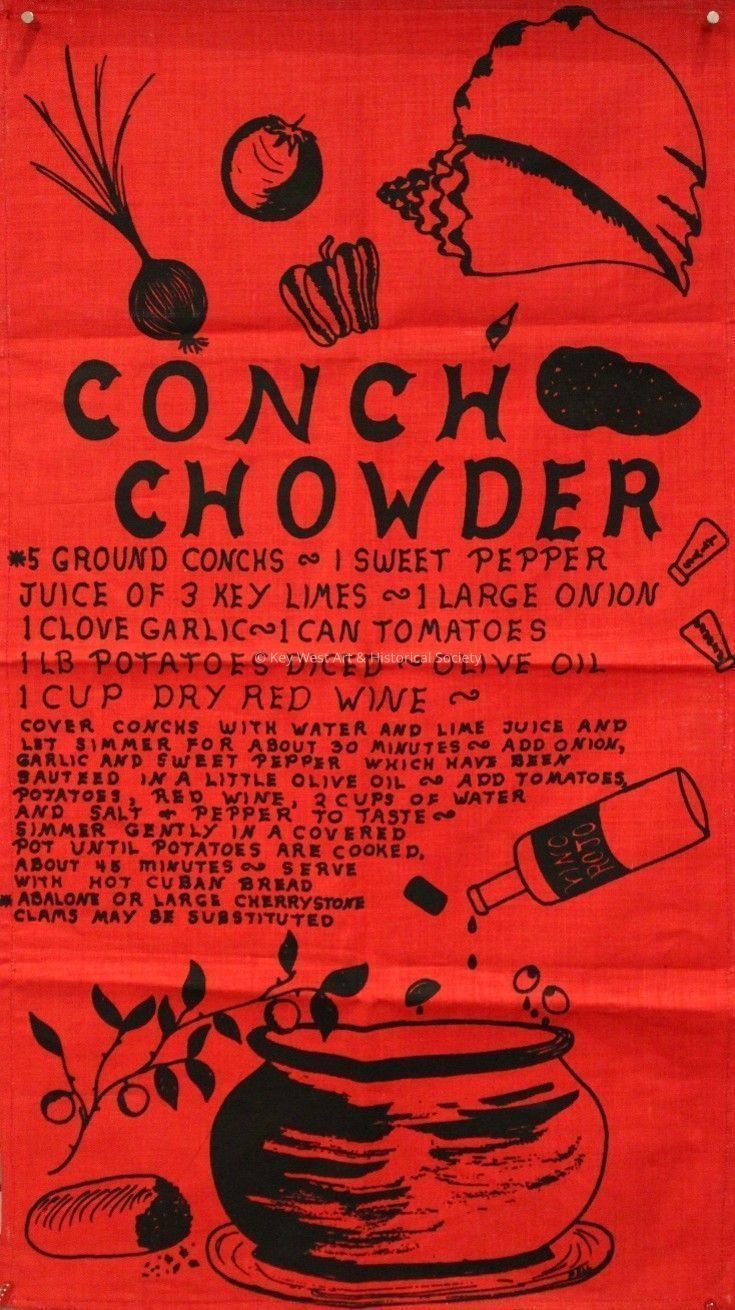 CONCH
CHOWDER
*5 GROUND CONCHS ~ 1 SWEET PEPPER
JUICE OF 3 KEY LIMES ~ 1 LARGE ONION
1 CLOVE GARLIC ~ 1 CAN TOMATOES
1 LB POTATOES DICED ~ OLIVE OIL
© Key West Art & Historical Society
1 CUP DRY RED WINE ~
COVER CONCHS WITH WATER AND LIME JUICE AND
LET SIMMER FOR ABOUT 30 MINUTES ~ ADD ONION,
GARLIC AND SWEET PEPPER WHICH HAVE BEEN
SAUTEED IN A LITTLE OLIVE OIL ~ ADD TOMATOES,
POTATOES, RED WINE, 2 CUPS OF WATER
AND SALT & PEPPER TO TASTE ~
SIMMER GENTLY IN A COVERED
POT UNTIL POTATOES ARE COOKED,
ABOUT 45 MINUTES ~ SERVE
WITH HOT CUBAN BREAD
*ABALONE OR LARGE CHERRYSTONE
CLAMS MAY BE SUBSTITUTED
VINO
ROJO